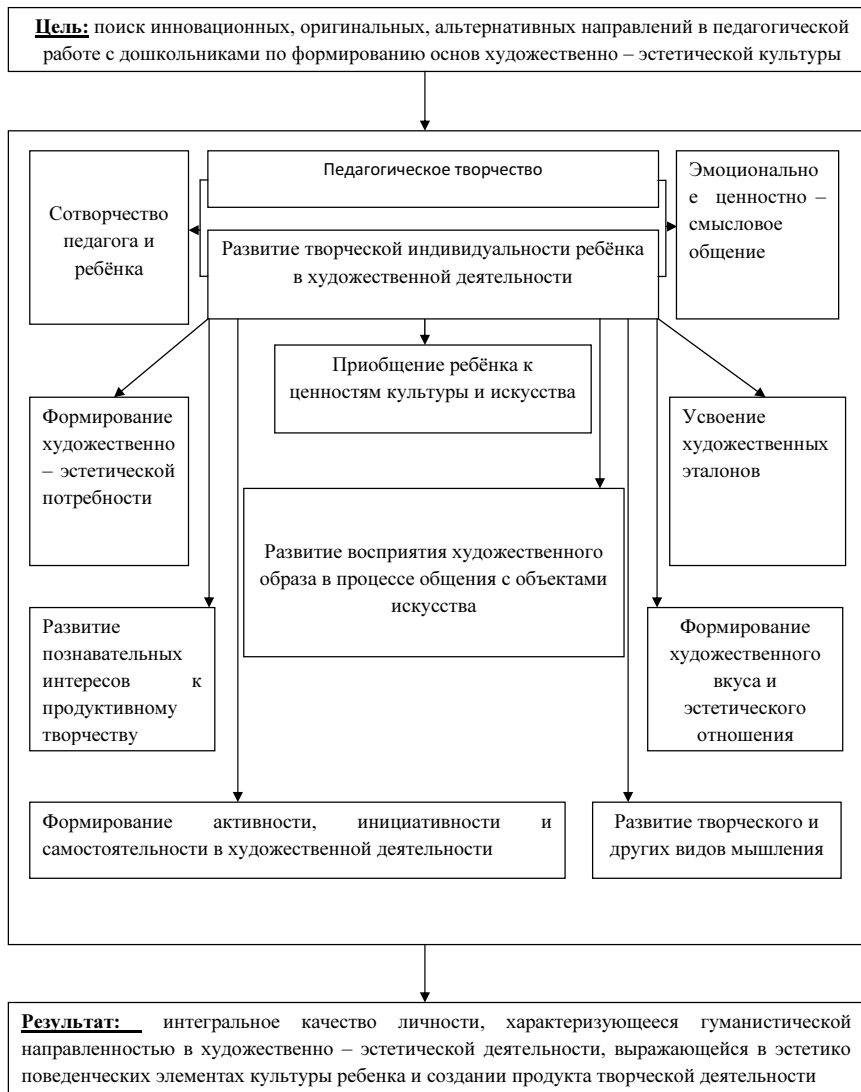 Цель: поиск инновационных, оригинальных, альтернативных направлений в педагогической
работе с дошкольниками по формированию основ художественно – эстетической культуры
Педагогическое творчество
Сотворчество
педагога и
ребёнка
Эмоционально
е ценностно –
смысловое
общение
Развитие творческой индивидуальности ребёнка
в художественной деятельности
Приобщение ребёнка к
ценностям культуры и искусства
Формирование
художественно
– эстетической
потребности
Усвоение
художественных
эталонов
Развитие восприятия художественного
образа в процессе общения с объектами
искусства
Развитие
познавательных
интересов к
продуктивному
творчеству
Формирование
художественного
вкуса и
эстетического
отношения
Формирование активности, инициативности и
самостоятельности в художественной деятельности
Развитие творческого и
других видов мышления
Результат: интегральное качество личности, характеризующееся гуманистической
направленностью в художественно – эстетической деятельности, выражающейся в эстетико
поведенческих элементах культуры ребенка и создании продукта творческой деятельности